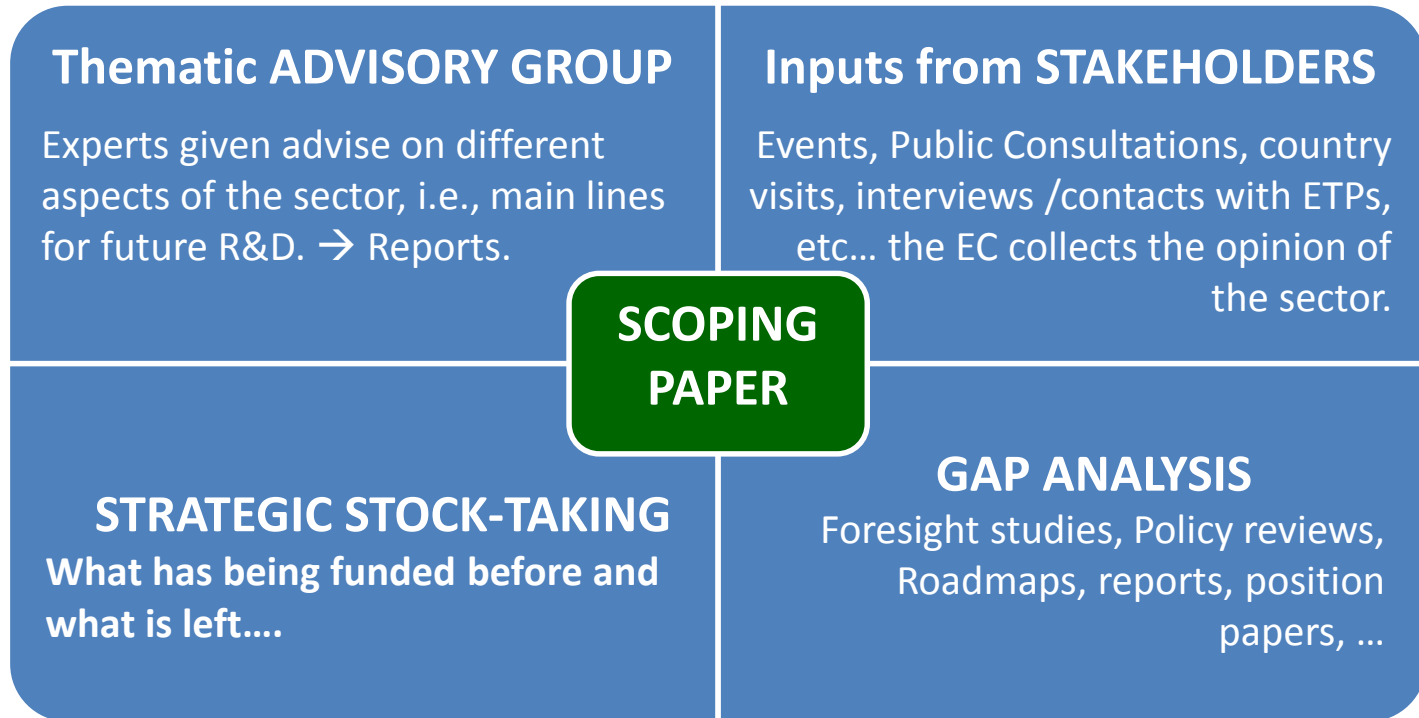 Thematic ADVISORY GROUP
Experts given advise on different
aspects of the sector, i.e., main lines
for future R&D. → Reports.
Inputs from STAKEHOLDERS
Events, Public Consultations, country
visits, interviews /contacts with ETPs,
etc… the EC collects the opinion of
the sector.
SCOPING
PAPER
STRATEGIC STOCK-TAKING
What has being funded before and
what is left….
GAP ANALYSIS
Foresight studies, Policy reviews,
Roadmaps, reports, position
papers, …